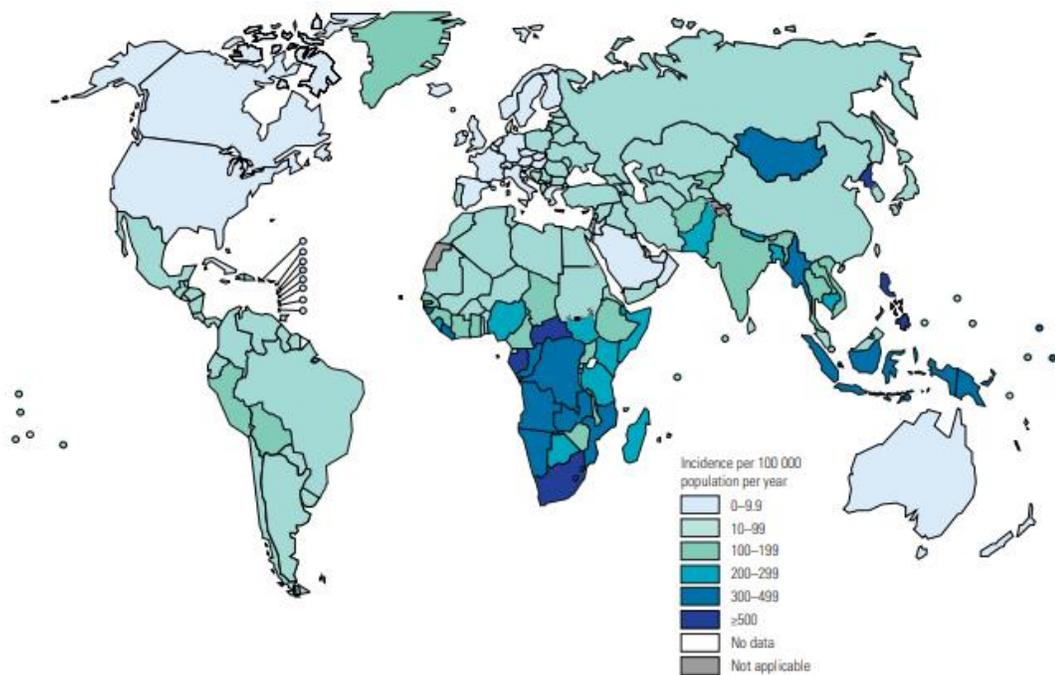 Incidence per 100 000
population per year
0–9.9
10–99
100–199
200–299
300–499
≥500
No data
Not applicable